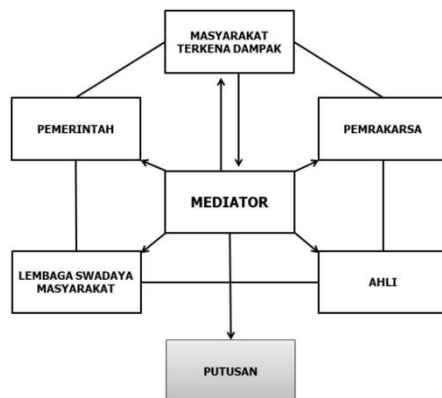 MASYARAKAT
TERKENA DAMPAK
PEMERINTAH
PEMRAKARSA
MEDIATOR
LEMBAGA SWADAYA
MASYARAKAT
AHLI
PUTUSAN